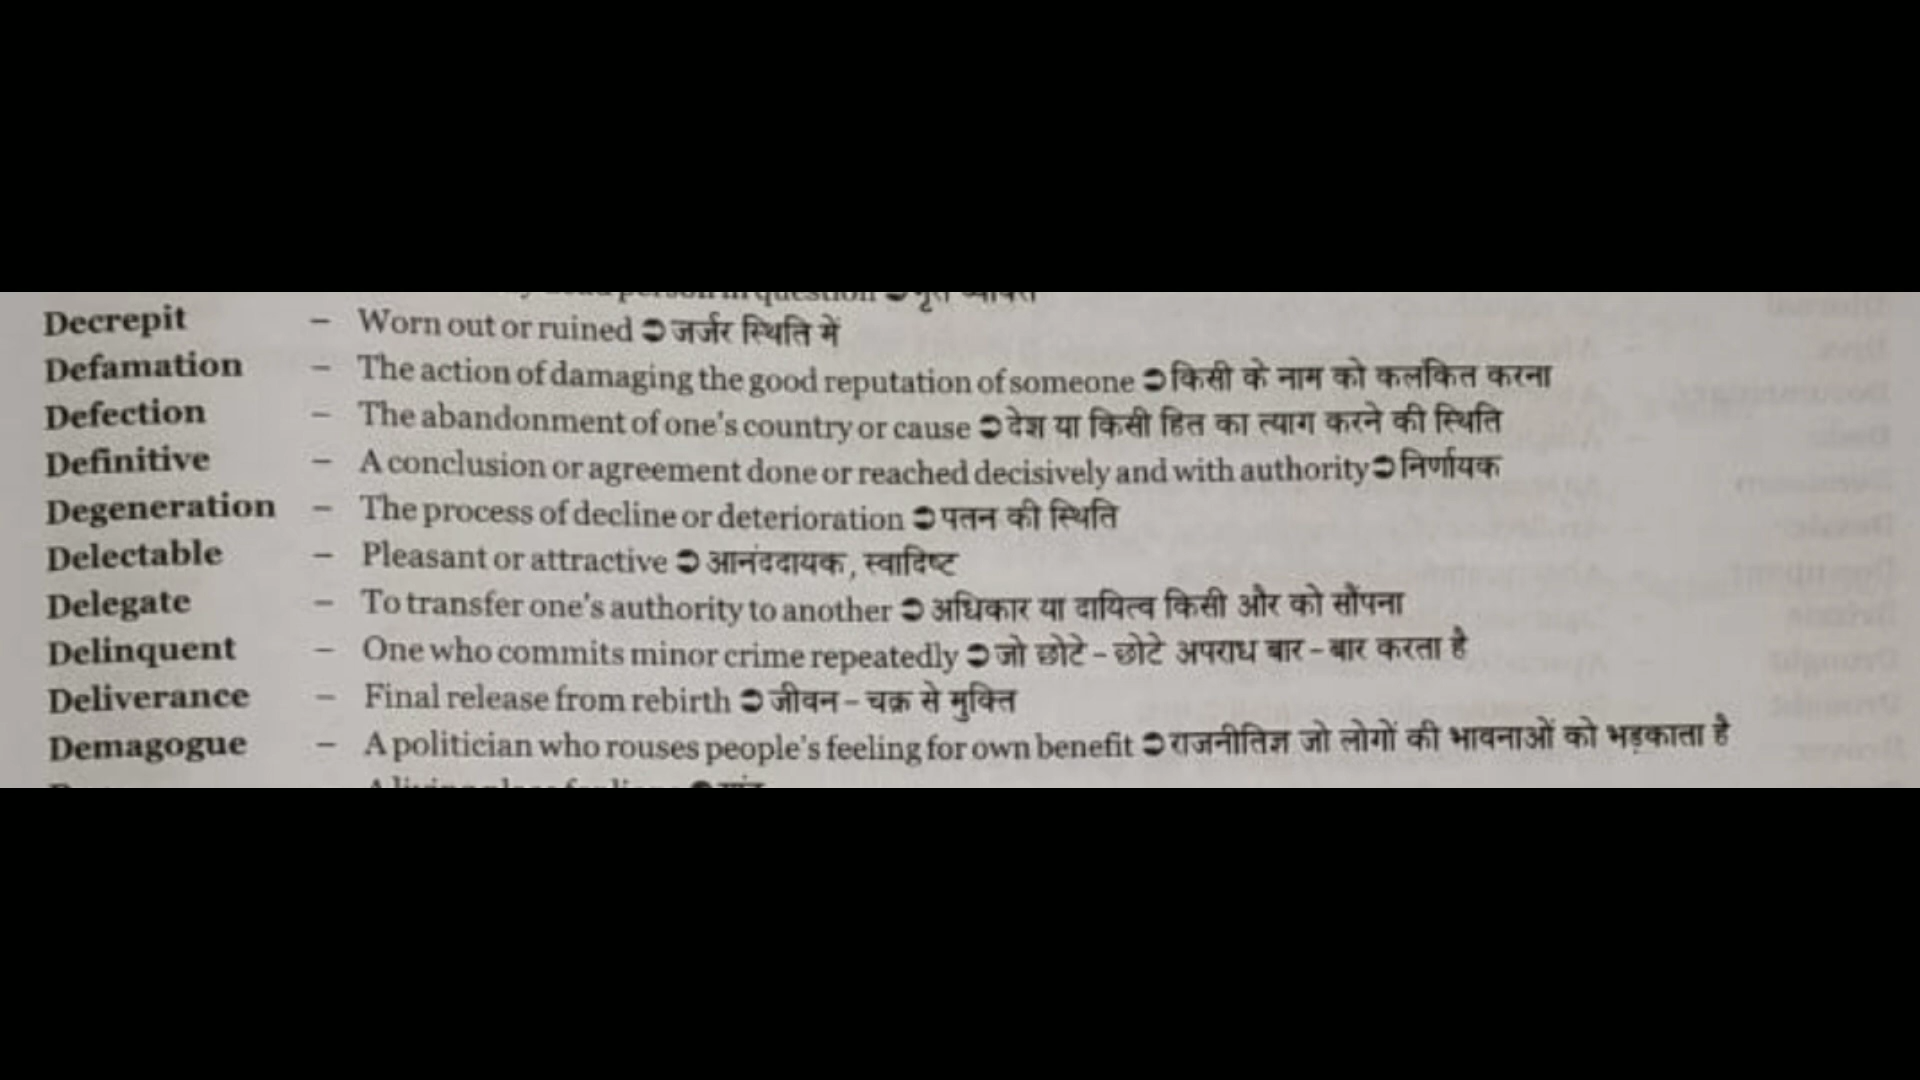 person in question ➲ मृत व्यक्ति
Decrepit – Worn out or ruined ➲ जर्जर स्थिति में
Defamation – The action of damaging the good reputation of someone ➲ किसी के नाम को कलंकित करना
Defection – The abandonment of one's country or cause ➲ देश या किसी हित का त्याग करने की स्थिति
Definitive – A conclusion or agreement done or reached decisively and with authority ➲ निर्णायक
Degeneration – The process of decline or deterioration ➲ पतन की स्थिति
Delectable – Pleasant or attractive ➲ आनंददायक, स्वादिष्ट
Delegate – To transfer one's authority to another ➲ अधिकार या दायित्व किसी और को सौंपना
Delinquent – One who commits minor crime repeatedly ➲ जो छोटे – छोटे अपराध बार – बार करता है
Deliverance – Final release from rebirth ➲ जीवन – चक्र से मुक्ति
Demagogue – A politician who rouses people's feeling for own benefit ➲ राजनीतिज्ञ जो लोगों की भावनाओं को भड़काता है